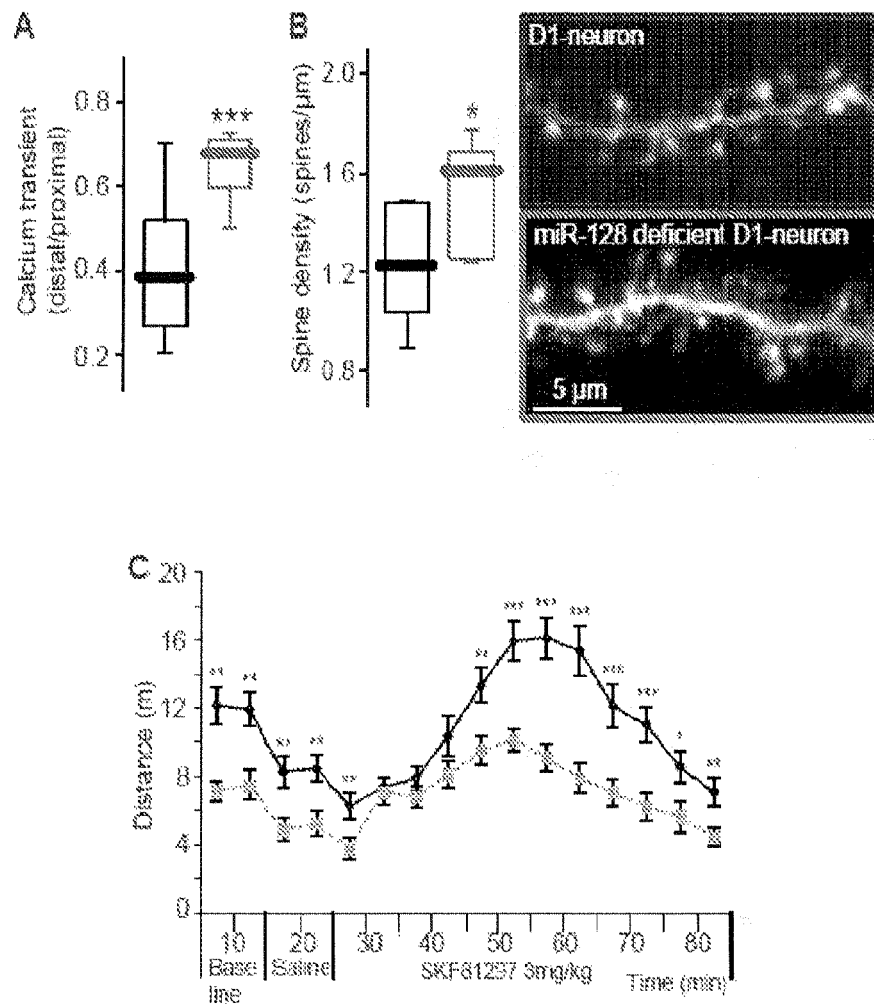 A
Calcium transient
(distal/proximal)
0.8
0.6
0.4
0.2
***
B
Spine density (spines/µm)
2.0
1.6
1.2
0.8
*
D1-neuron
miR-128 deficient D1-neuron
5 µm
C
Distance (m)
20
16
12
8
4
0
10 20 30 40 50 60 70 80
Base
line
Saline
SKF81297 3mg/kg
Time (min)